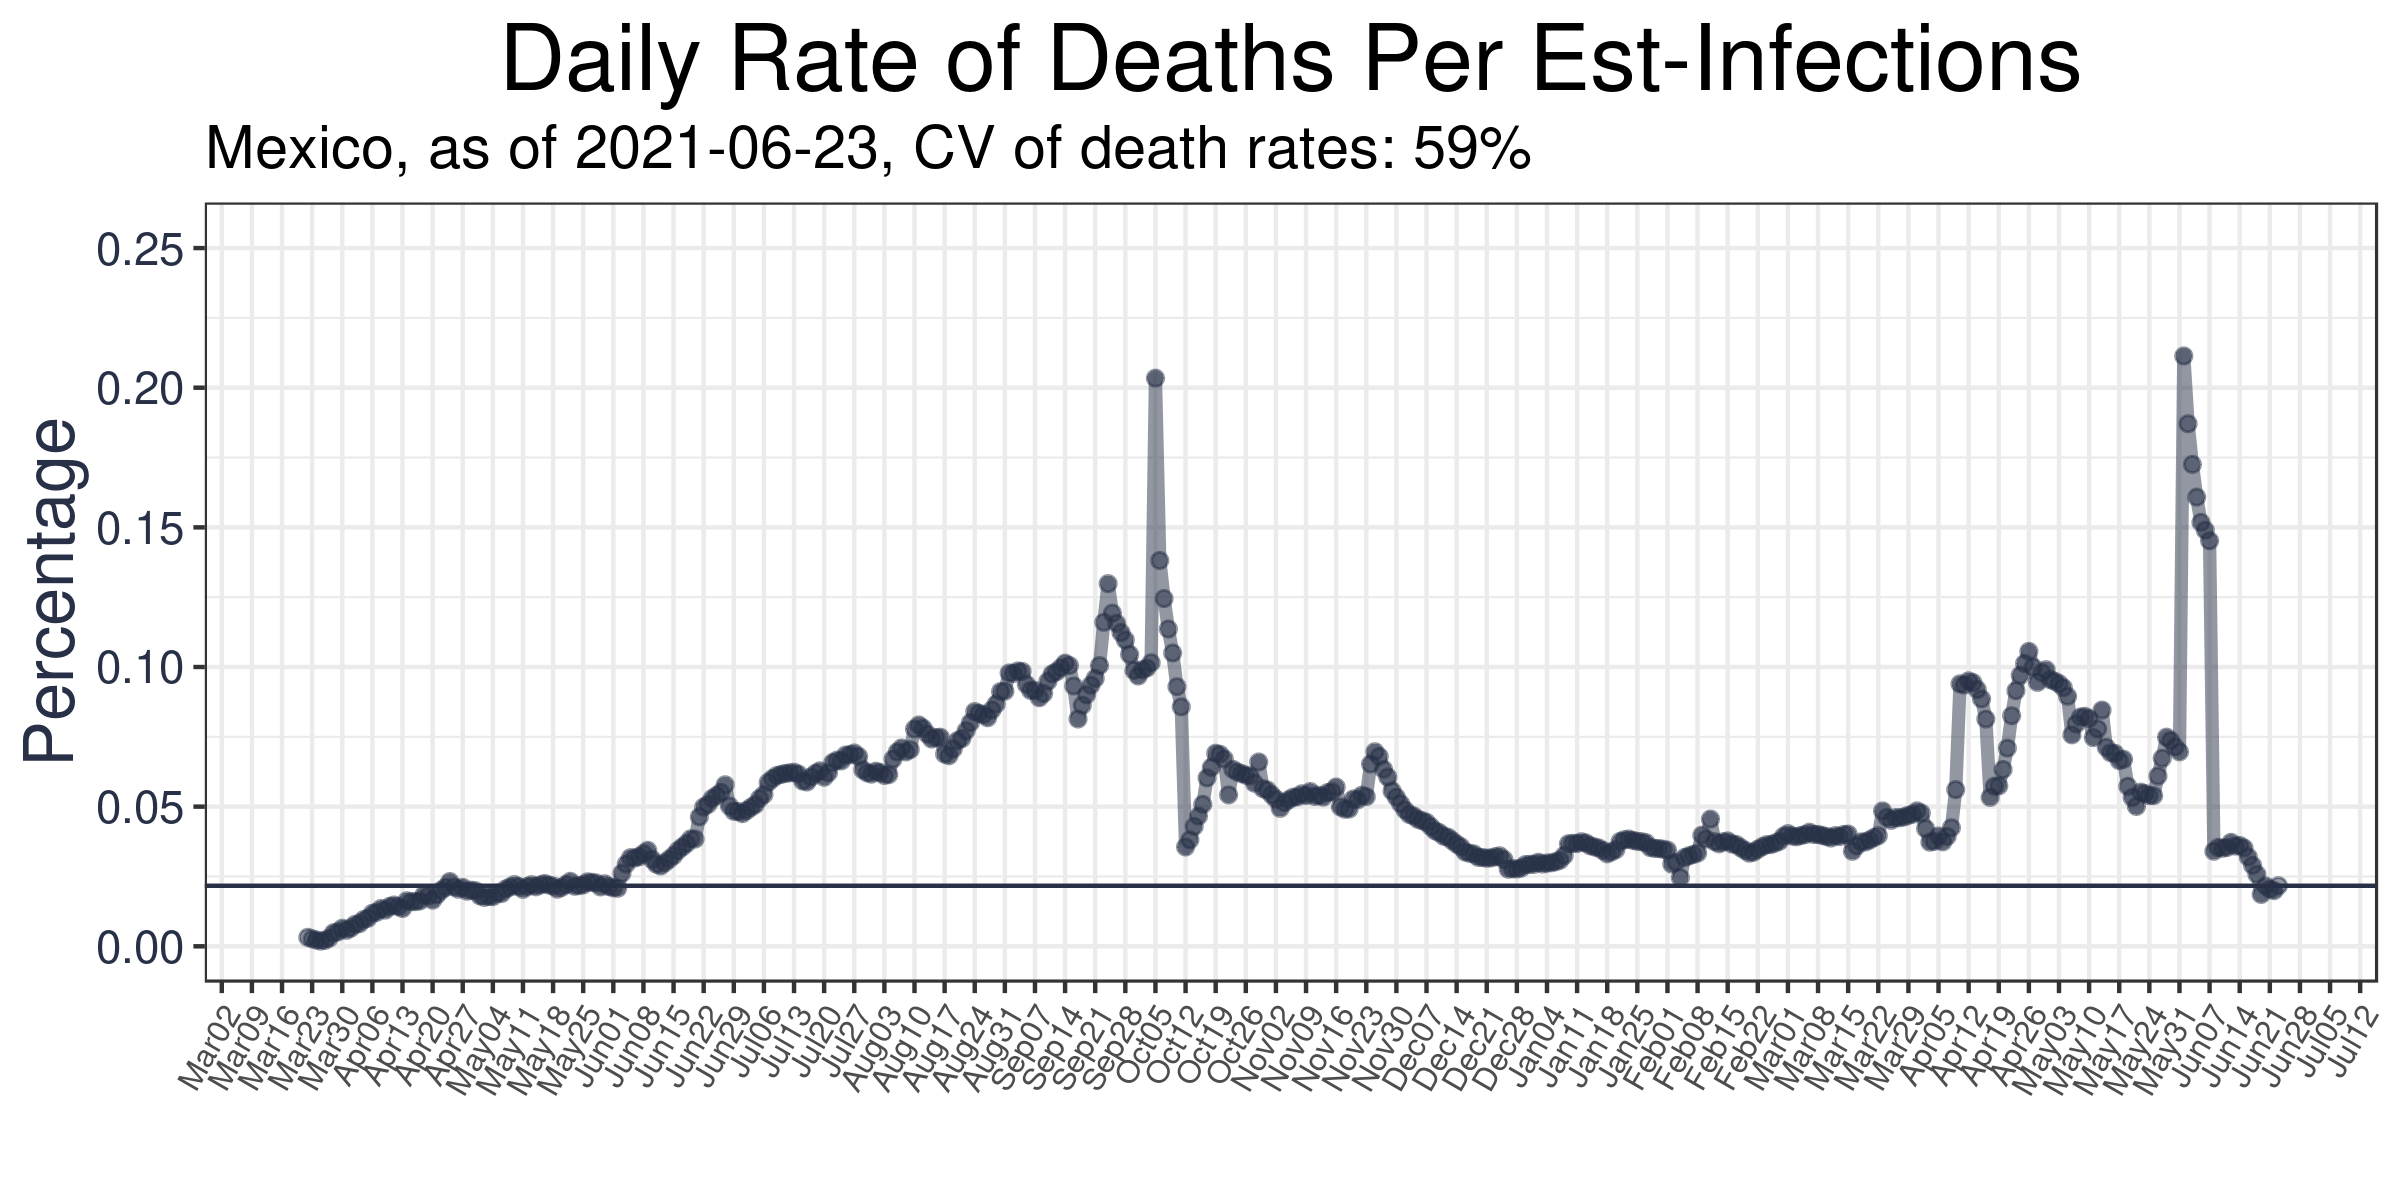 Daily Rate of Deaths Per Est-Infections
Mexico, as of 2021-06-23, CV of death rates: 59%
Percentage
0.25
0.20
0.15
0.10
0.05
0.00
Mar02
Mar09
Mar16
Mar23
Mar30
Apr06
Apr13
Apr20
Apr27
May04
May11
May18
May25
Jun01
Jun08
Jun15
Jun22
Jun29
Jul06
Jul13
Jul20
Jul27
Aug03
Aug10
Aug17
Aug24
Aug31
Sep07
Sep14
Sep21
Sep28
Oct05
Oct12
Oct19
Oct26
Nov02
Nov09
Nov16
Nov23
Nov30
Dec07
Dec14
Dec21
Dec28
Jan04
Jan11
Jan18
Jan25
Feb01
Feb08
Feb15
Feb22
Mar01
Mar08
Mar15
Mar22
Mar29
Apr05
Apr12
Apr19
Apr26
May03
May10
May17
May24
May31
Jun07
Jun14
Jun21
Jun28
Jul05
Jul12